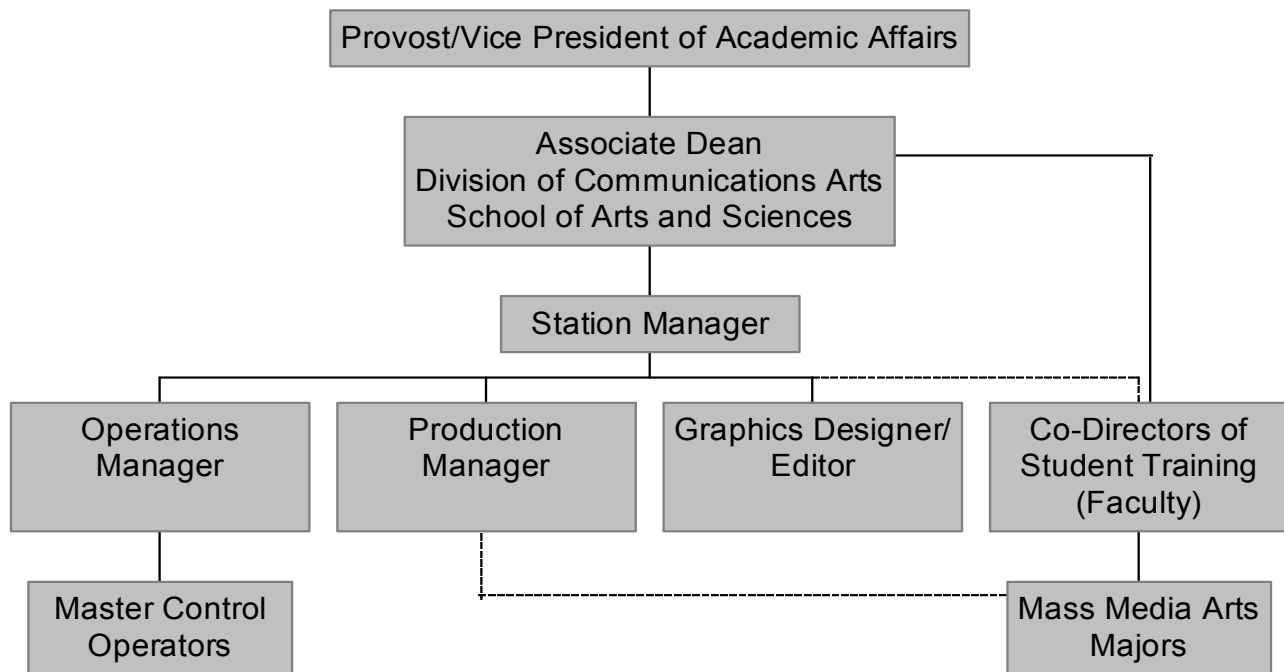 Provost/Vice President of Academic Affairs
Associate Dean
Division of Communications Arts
School of Arts and Sciences
Station Manager
Operations
Manager
Production
Manager
Graphics Designer/
Editor
Co-Directors of
Student Training
(Faculty)
Master Control
Operators
Mass Media Arts
Majors